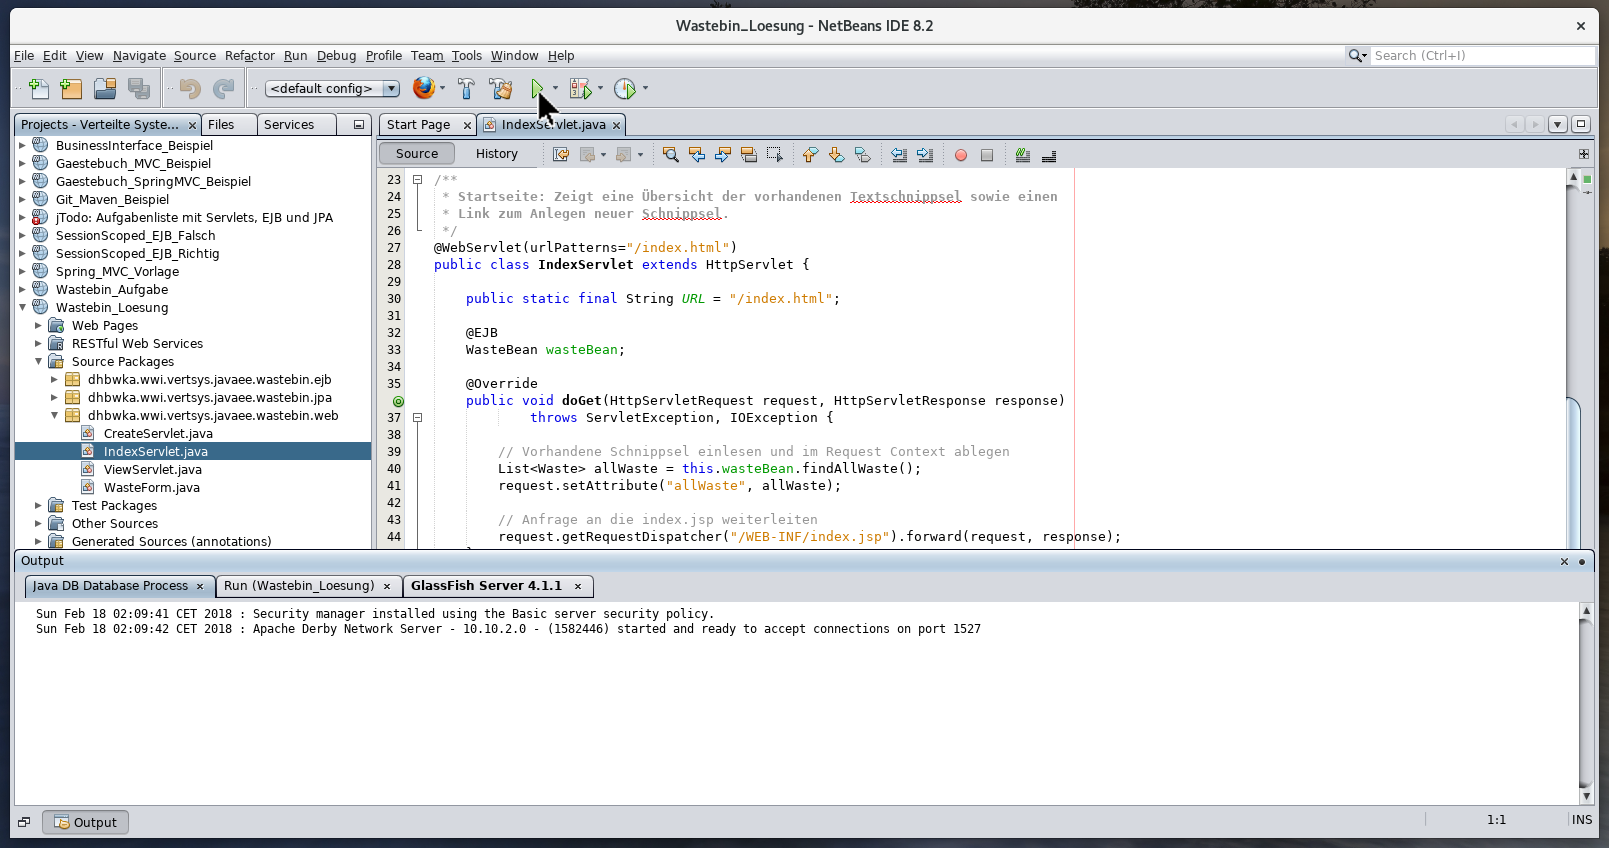 Wastebin_Loesung - NetBeans IDE 8.2
File Edit View Navigate Source Refactor Run Debug Profile Team Tools Window Help
Search (Ctrl+I)
<default config>
Projects - Verteilte Syste...
Files
Services
BusinessInterface_Beispiel
Gaestebuch_MVC_Beispiel
Gaestebuch_SpringMVC_Beispiel
Git_Maven_Beispiel
jTodo: Aufgabenliste mit Servlets, EJB und JPA
SessionScoped_EJB_Falsch
SessionScoped_EJB_Richtig
Spring_MVC_Vorlage
Wastebin_Aufgabe
Wastebin_Loesung
Web Pages
RESTful Web Services
Source Packages
dhbwka.wwi.vertsys.javaee.wastebin.ejb
dhbwka.wwi.vertsys.javaee.wastebin.jpa
dhbwka.wwi.vertsys.javaee.wastebin.web
CreateServlet.java
IndexServlet.java
ViewServlet.java
WasteForm.java
Test Packages
Other Sources
Generated Sources (annotations)
Start Page
IndexServlet.java
Source
History
23 /**
24 * Startseite: Zeigt eine Übersicht der vorhandenen Textschnippsel sowie einen
25 * Link zum Anlegen neuer Schnippsel.
26 */
27 @WebServlet(urlPatterns="/index.html")
28 public class IndexServlet extends HttpServlet {
29
30 public static final String URL = "/index.html";
31
32 @EJB
33 WasteBean wasteBean;
34
35 @Override
public void doGet(HttpServletRequest request, HttpServletResponse response)
37 throws ServletException, IOException {
38
39 // Vorhandene Schnippsel einlesen und im Request Context ablegen
40 List<Waste> allWaste = this.wasteBean.findAllWaste();
41 request.setAttribute("allWaste", allWaste);
42
43 // Anfrage an die index.jsp weiterleiten
44 request.getRequestDispatcher("/WEB-INF/index.jsp").forward(request, response);
Output
Java DB Database Process
Run (Wastebin_Loesung)
GlassFish Server 4.1.1
Sun Feb 18 02:09:41 CET 2018 : Security manager installed using the Basic server security policy.
Sun Feb 18 02:09:42 CET 2018 : Apache Derby Network Server - 10.10.2.0 - (1582446) started and ready to accept connections on port 1527
Output
1:1
INS